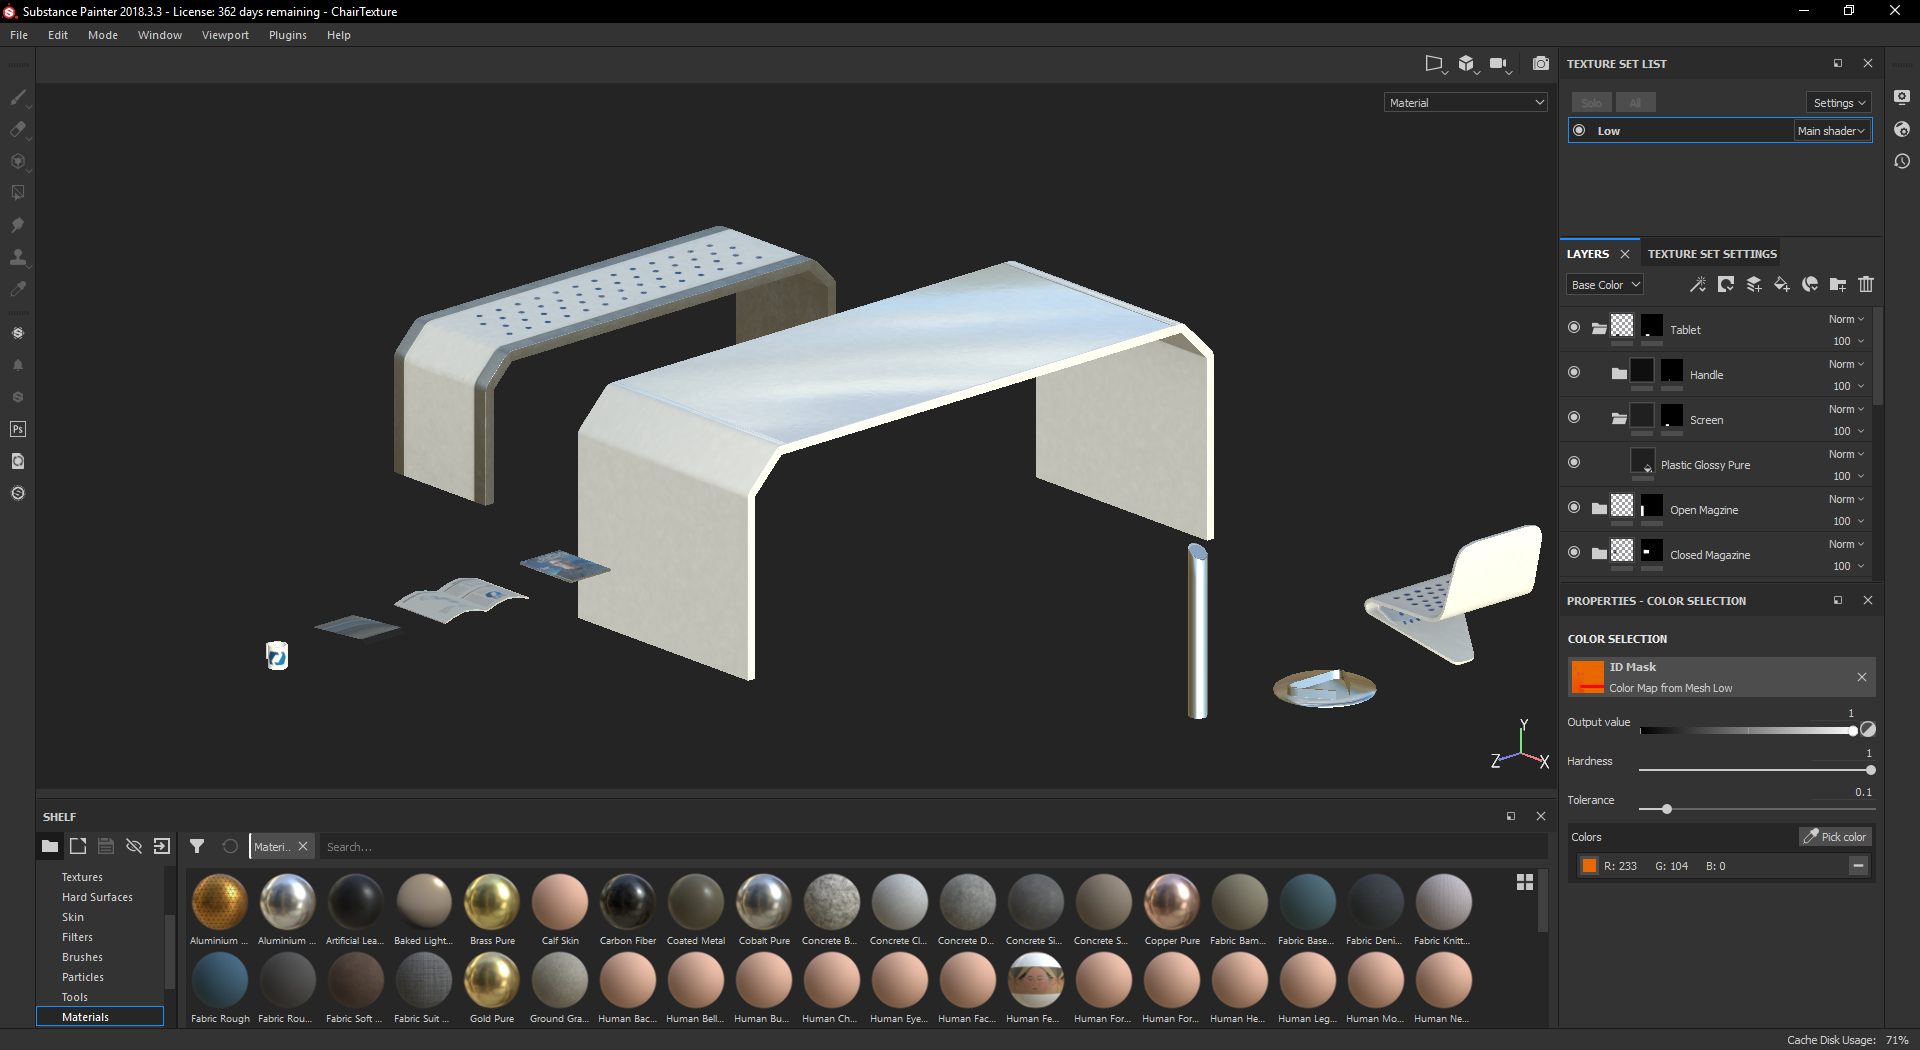 Substance Painter 2018.3.3 - License: 362 days remaining - ChairTexture
File Edit Mode Window Viewport Plugins Help
Material
TEXTURE SET LIST
Solo All Settings
Low Main shader
LAYERS TEXTURE SET SETTINGS
Base Color
Tablet Norm 100
Handle Norm 100
Screen Norm 100
Plastic Glossy Pure Norm 100
Open Magzine Norm 100
Closed Magazine Norm 100
PROPERTIES - COLOR SELECTION
COLOR SELECTION
ID Mask
Color Map from Mesh Low
Output value 1
Hardness 1
Tolerance 0.1
Colors Pick color
R: 233 G: 104 B: 0
Ps
Y
Z X
SHELF
Materi.. Search...
Textures
Hard Surfaces
Skin
Filters
Brushes
Particles
Tools
Materials
Aluminium ... Aluminium ... Artificial Lea... Baked Light... Brass Pure Calf Skin Carbon Fiber Coated Metal Cobalt Pure Concrete B... Concrete Cl... Concrete D... Concrete Si... Concrete S... Copper Pure Fabric Bam... Fabric Base... Fabric Deni... Fabric Knitt...
Fabric Rough Fabric Rou... Fabric Soft ... Fabric Suit ... Gold Pure Ground Gra... Human Bac... Human Bell... Human Bu... Human Ch... Human Eye... Human Fac... Human Fe... Human For... Human For... Human He... Human Leg... Human Mo... Human Ne...
Cache Disk Usage: 71%